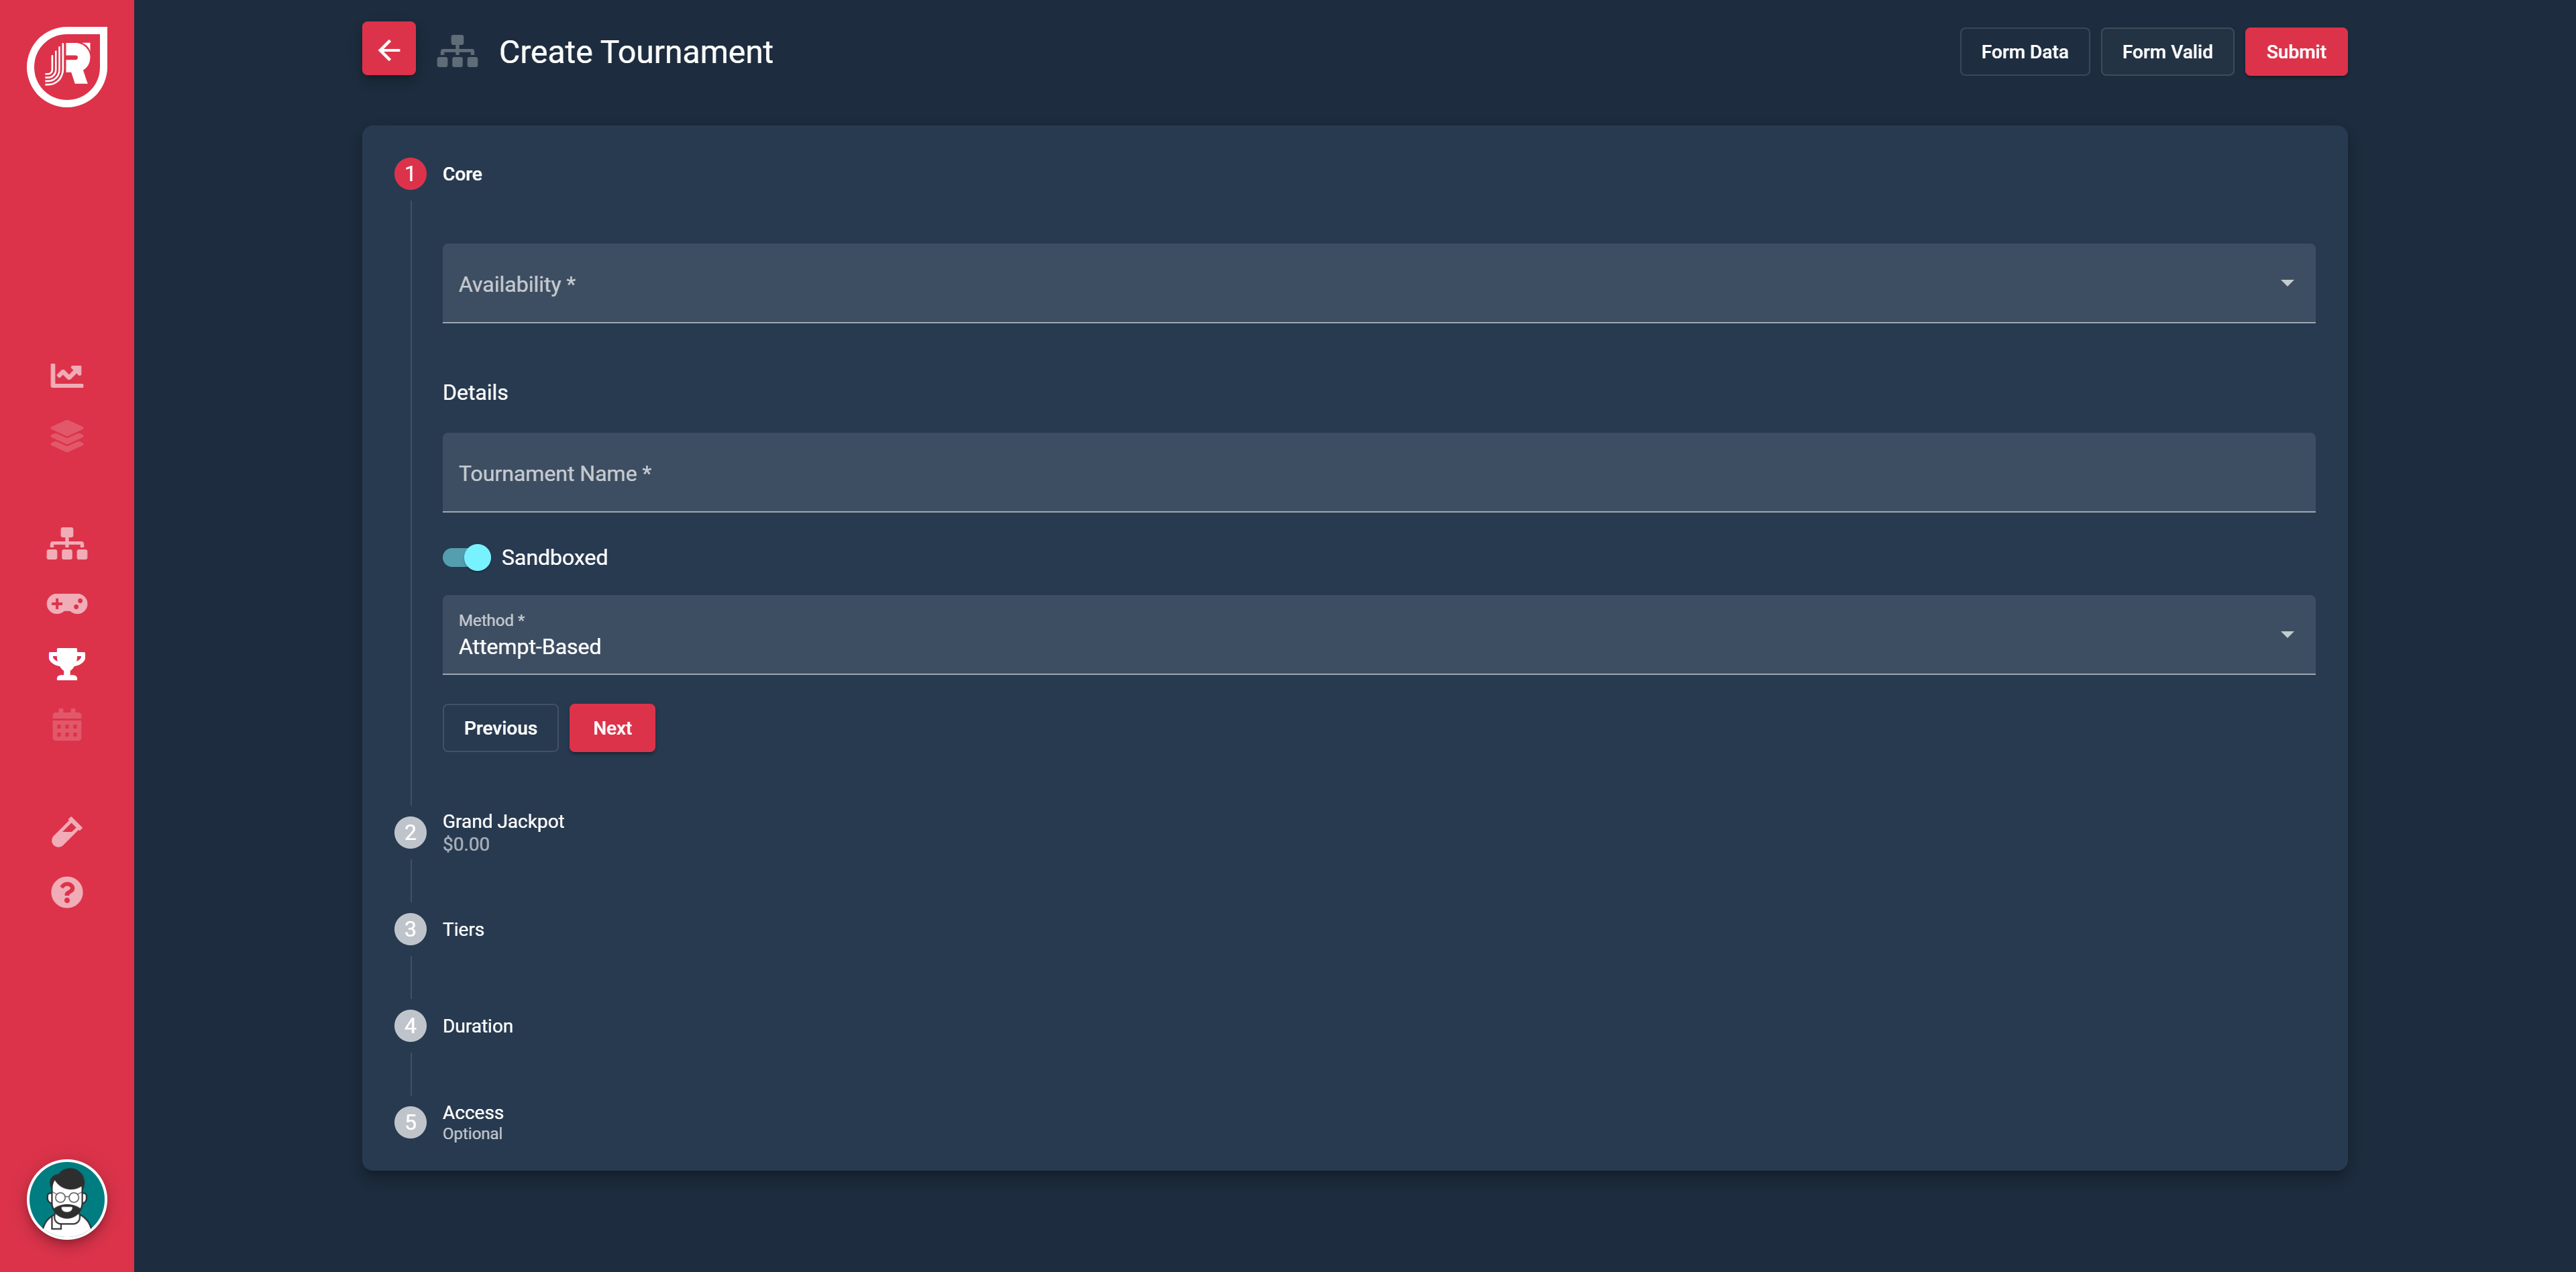 R
Create Tournament
Form Data
Form Valid
Submit
1
Core
Availability *
Details
Tournament Name *
Sandboxed
Method *
Attempt-Based
Previous
Next
2
Grand Jackpot
$0.00
3
Tiers
4
Duration
5
Access
Optional
?